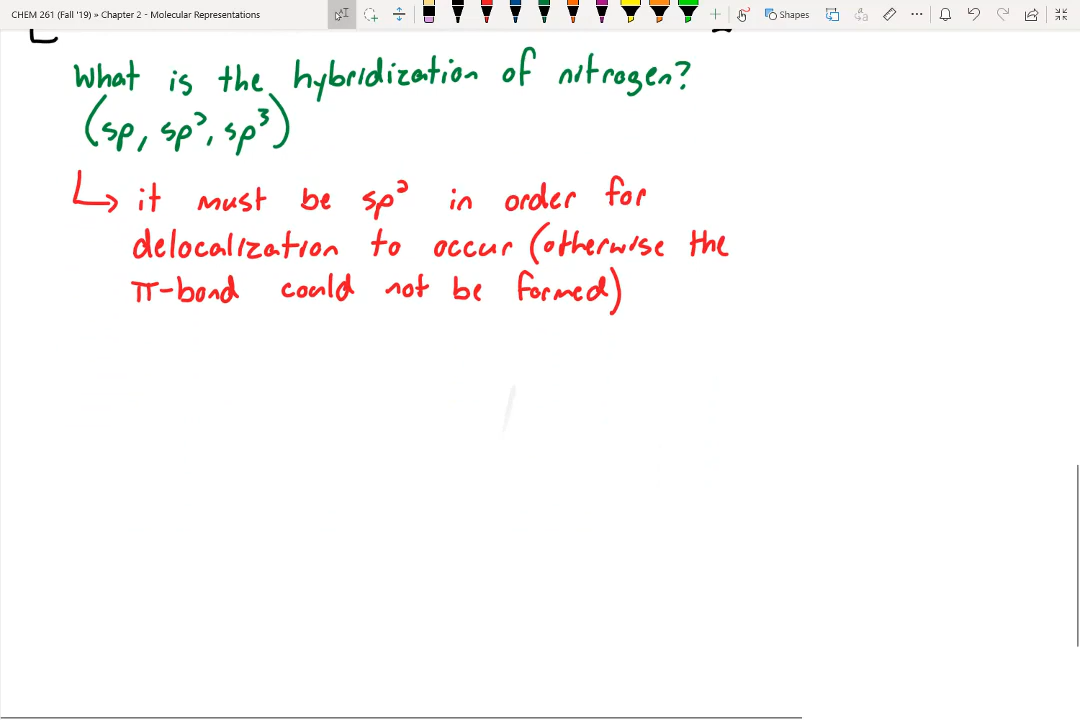 CHEM 261 (Fall '19) » Chapter 2 - Molecular Representations
Shapes
What is the hybridization of nitrogen?
(sp, sp², sp³)
↳ it must be sp² in order for
delocalization to occur (otherwise the
π-bond could not be formed)